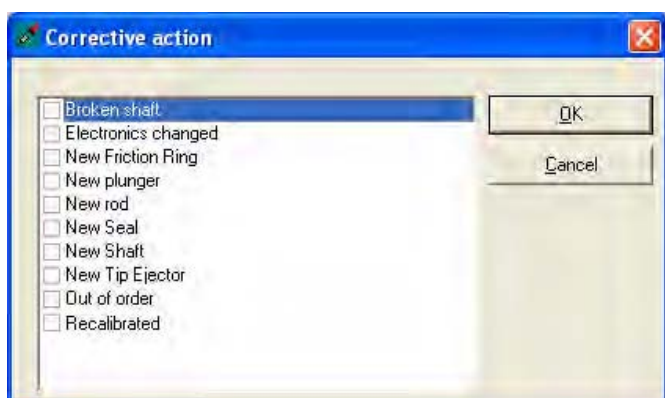 Corrective action
Broken shaft
Electronics changed
New Friction Ring
New plunger
New rod
New Seal
New Shaft
New Tip Ejector
Out of order
Recalibrated
OK
Cancel